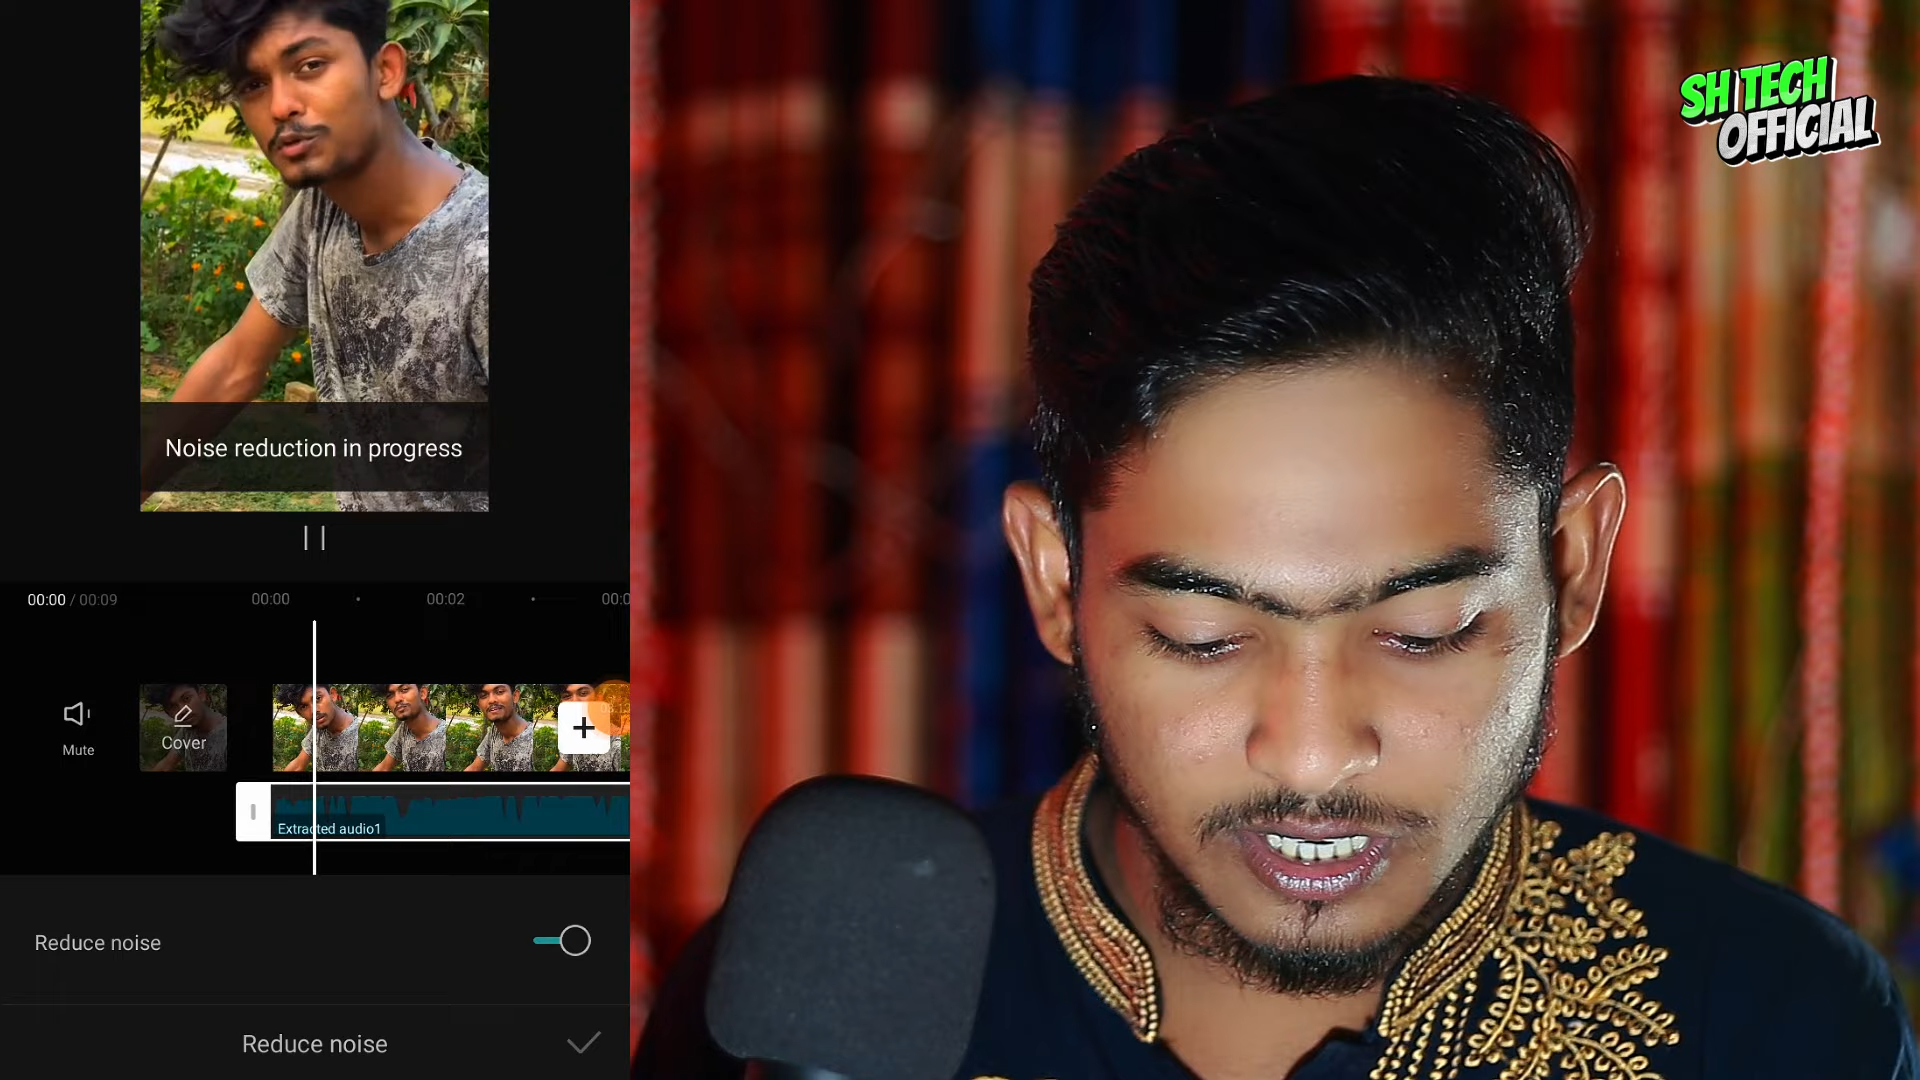 SH TECH
OFFICIAL
Noise reduction in progress
00:00 / 00:09
00:00
00:02
Mute
Cover
+
Extracted audio1
Reduce noise
Reduce noise